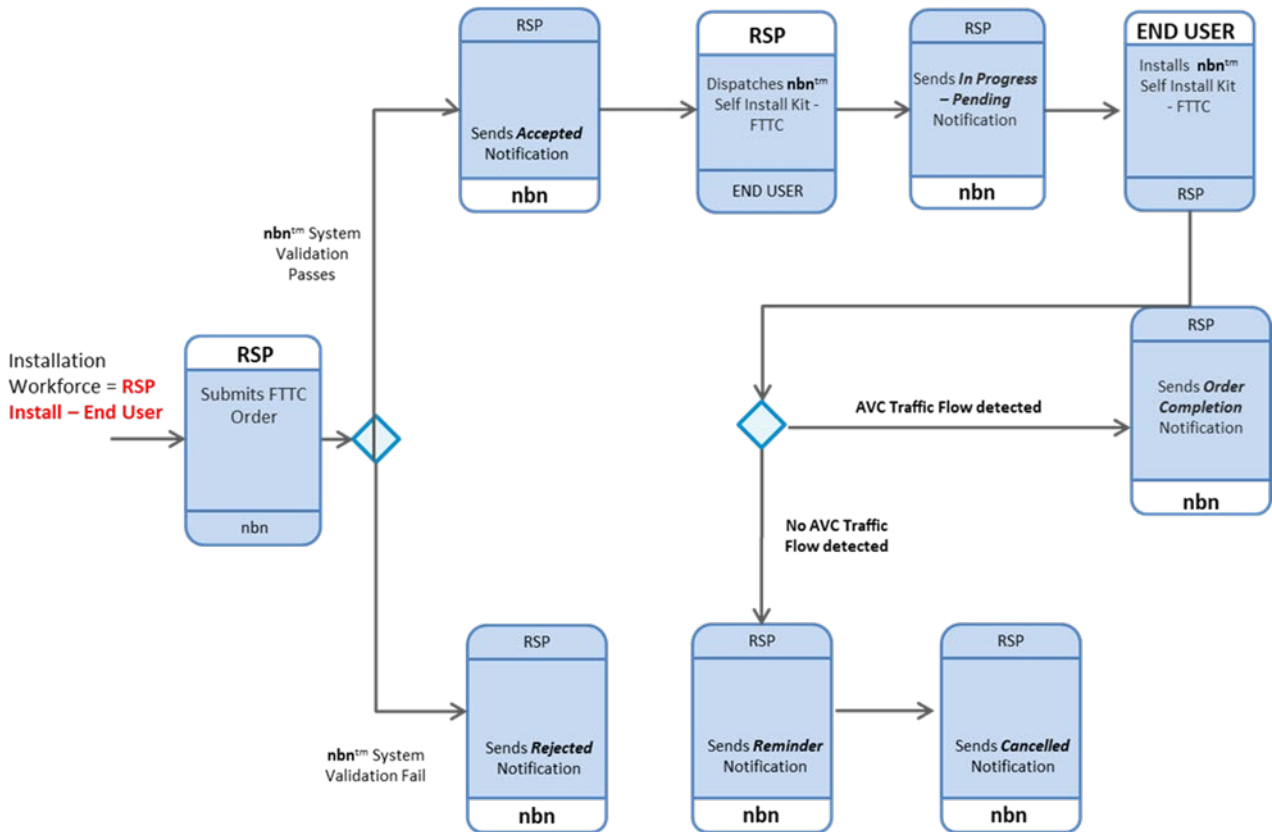 RSP
Sends Accepted
Notification
nbn
RSP
Dispatches nbn™
Self Install Kit -
FTTC
END USER
RSP
Sends In Progress
– Pending
Notification
nbn
END USER
Installs nbn™
Self Install Kit
- FTTC
RSP
nbn™ System
Validation
Passes
Installation
Workforce = RSP
Install – End User
RSP
Submits FTTC
Order
nbn
AVC Traffic Flow detected
RSP
Sends Order
Completion
Notification
nbn
No AVC Traffic
Flow detected
nbn™ System
Validation Fail
RSP
Sends Rejected
Notification
nbn
RSP
Sends Reminder
Notification
nbn
RSP
Sends Cancelled
Notification
nbn